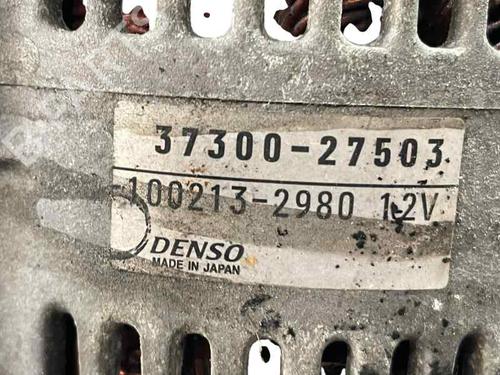 37300-27503
100213-2980 12V
DENSO
MADE IN JAPAN